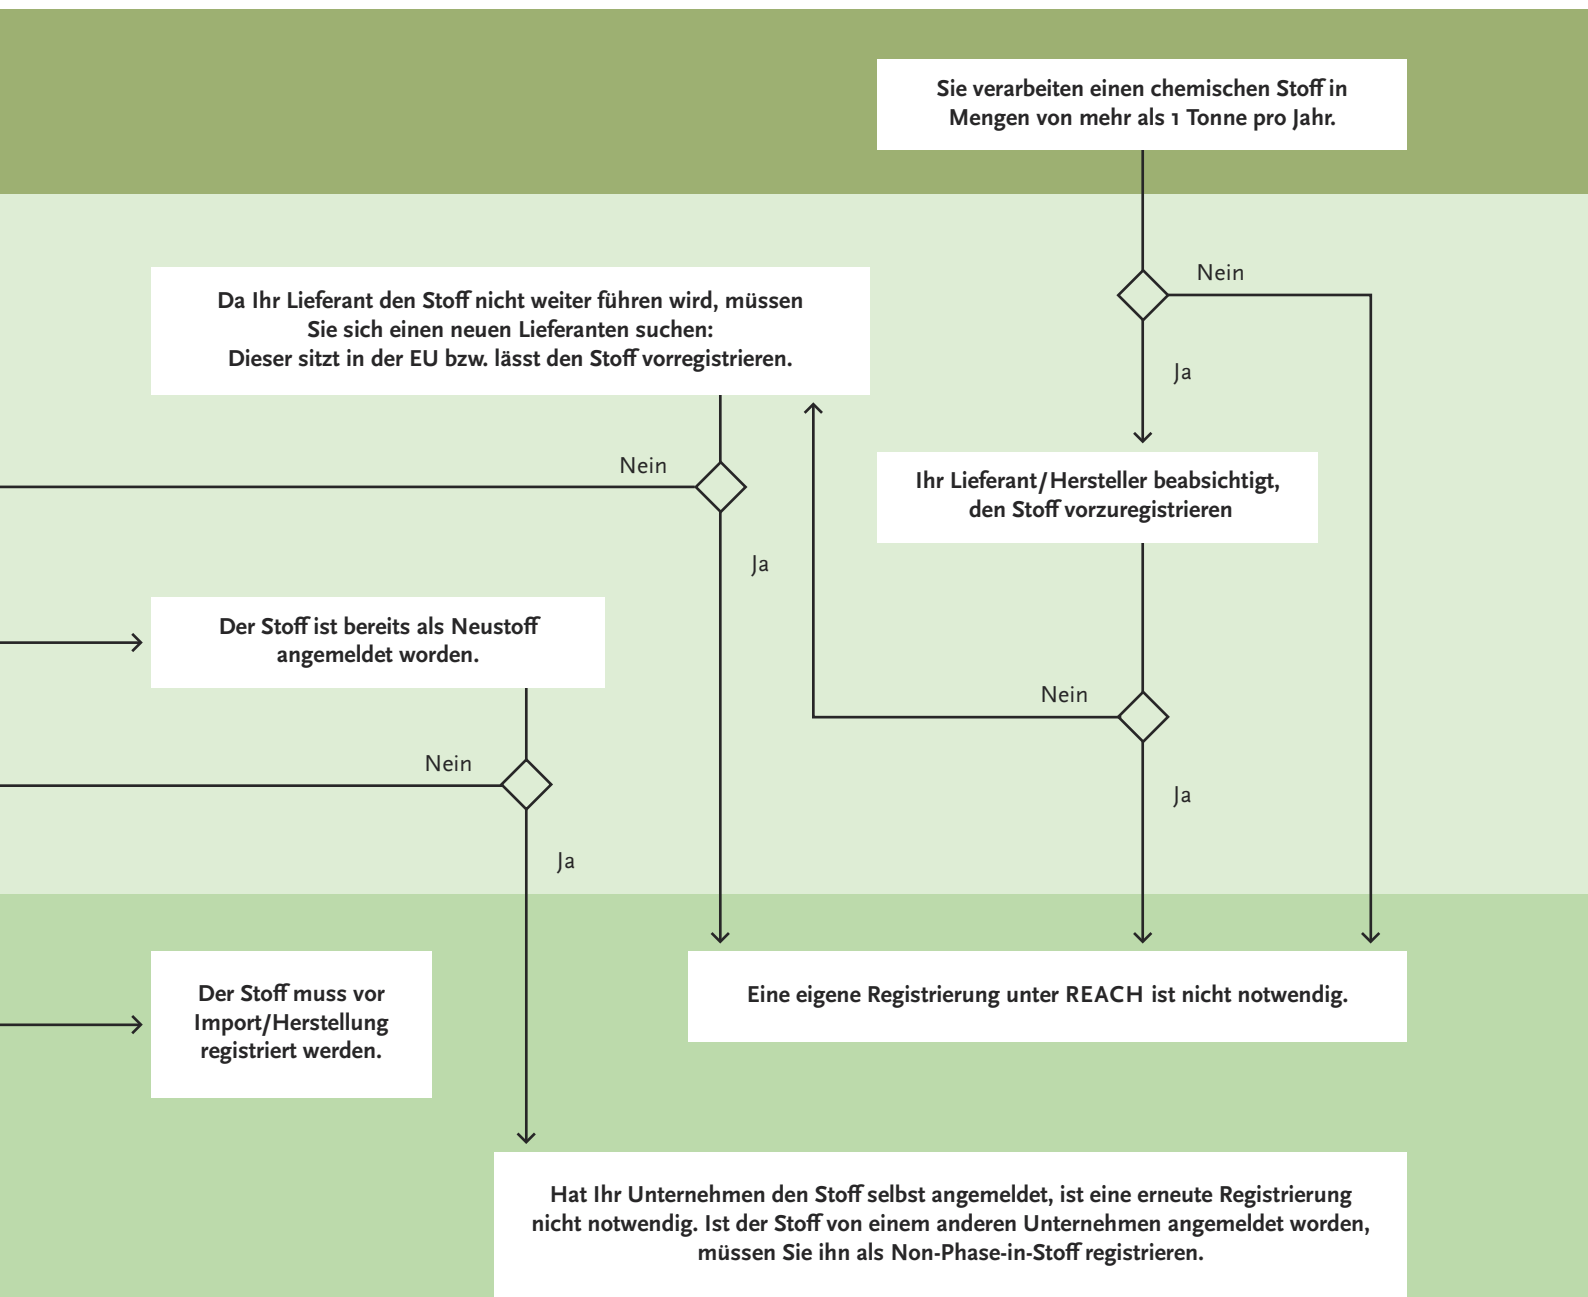 Sie verarbeiten einen chemischen Stoff in
Mengen von mehr als 1 Tonne pro Jahr.
Nein
Ja
Da Ihr Lieferant den Stoff nicht weiter führen wird, müssen
Sie sich einen neuen Lieferanten suchen:
Dieser sitzt in der EU bzw. lässt den Stoff vorregistrieren.
Nein
Ja
Ihr Lieferant/Hersteller beabsichtigt,
den Stoff vorzuregistrieren
Nein
Ja
Der Stoff ist bereits als Neustoff
angemeldet worden.
Nein
Ja
Der Stoff muss vor
Import/Herstellung
registriert werden.
Eine eigene Registrierung unter REACH ist nicht notwendig.
Hat Ihr Unternehmen den Stoff selbst angemeldet, ist eine erneute Registrierung
nicht notwendig. Ist der Stoff von einem anderen Unternehmen angemeldet worden,
müssen Sie ihn als Non-Phase-in-Stoff registrieren.